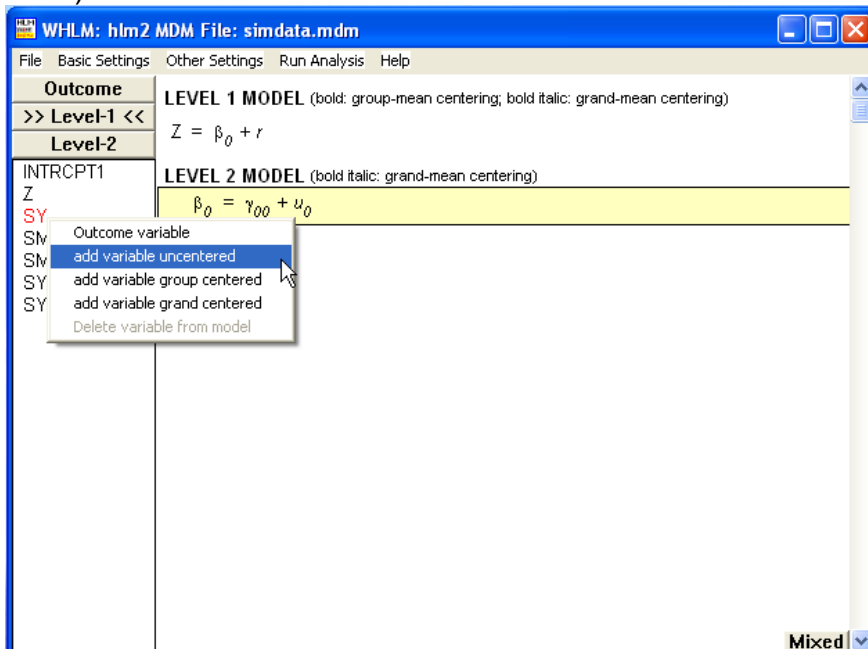 WHLM: hlm2 MDM File: simdata.mdm
File Basic Settings Other Settings Run Analysis Help
Outcome
>> Level-1 <<
Level-2
LEVEL 1 MODEL (bold: group-mean centering; bold italic: grand-mean centering)
Z = β₀ + r
LEVEL 2 MODEL (bold italic: grand-mean centering)
β₀ = γ₀₀ + u₀
INTRCPT1
Z
SY
SM
SM
SY
SY
Outcome variable
add variable uncentered
add variable group centered
add variable grand centered
Delete variable from model
Mixed